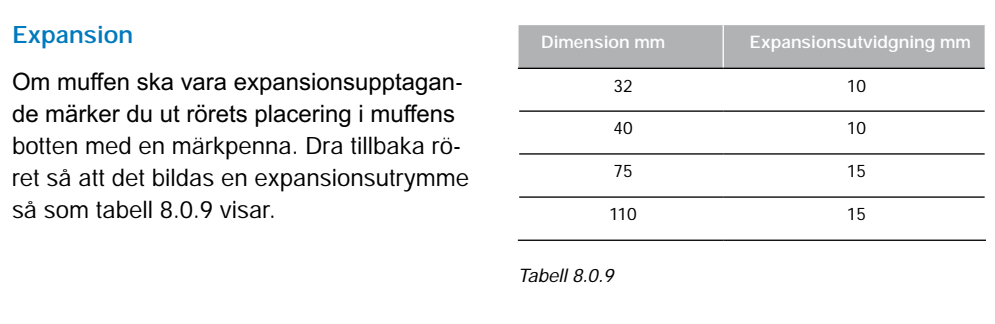 Expansion
Om muffen ska vara expansionsupptagan-
de märker du ut rörets placering i muffens
botten med en märkpenna. Dra tillbaka rö-
ret så att det bildas en expansionsutrymme
så som tabell 8.0.9 visar.
Dimension mm Expansionsutvidgning mm
32 10
40 10
75 15
110 15
Tabell 8.0.9